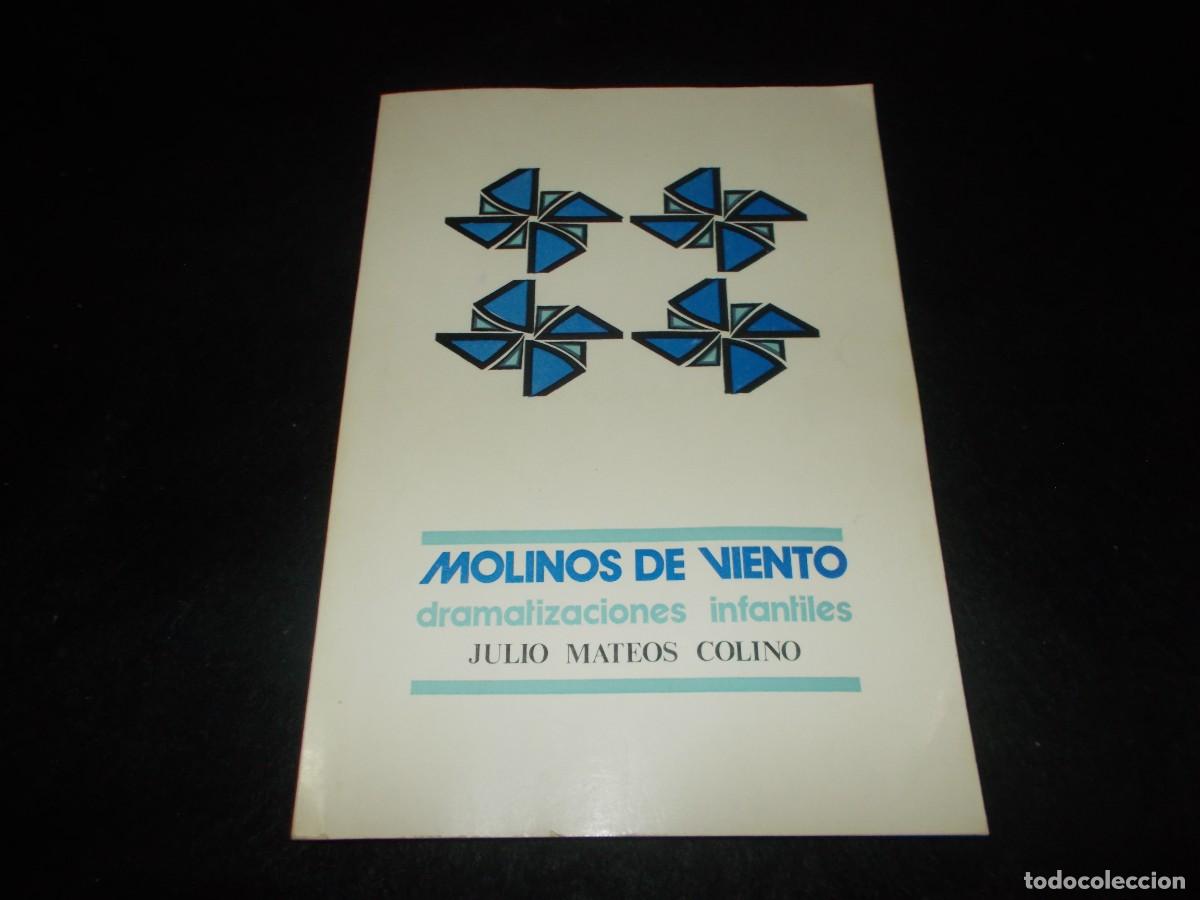 MOLINOS DE VIENTO
dramatizaciones infantiles
JULIO MATEOS COLINO
todocoleccion